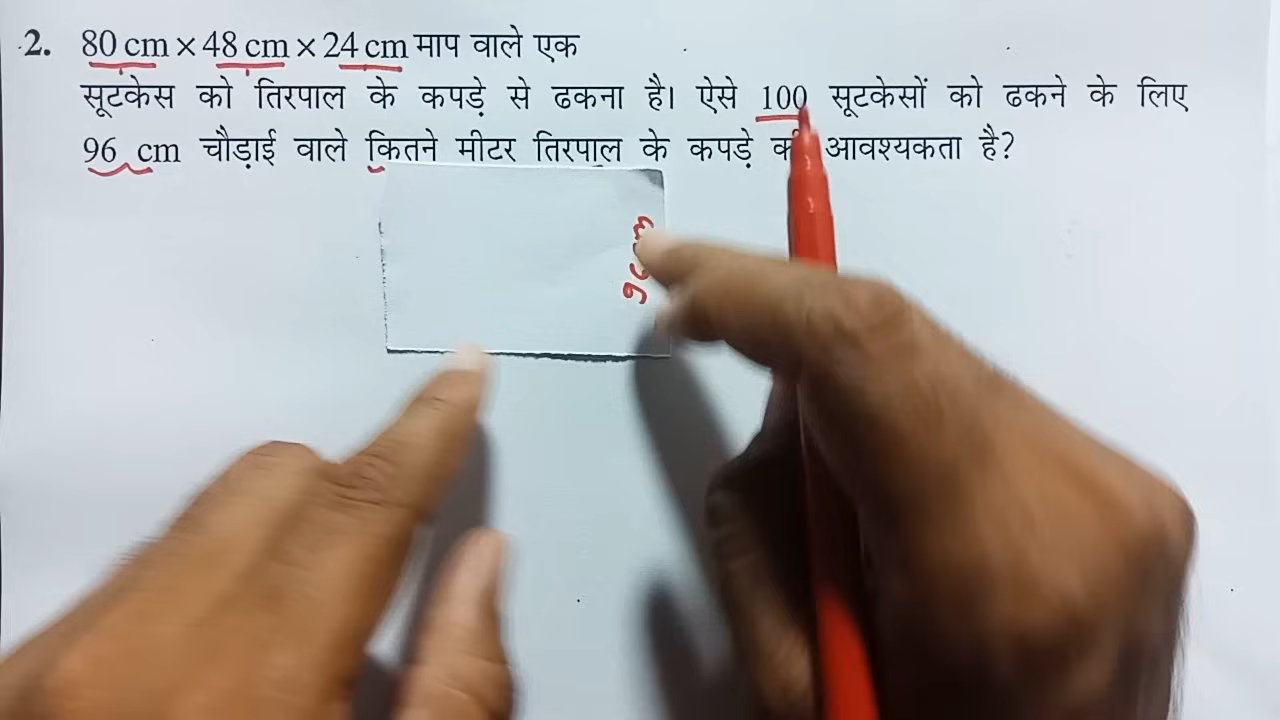 2. 80 cm × 48 cm × 24 cm माप वाले एक
सूटकेस को तिरपाल के कपड़े से ढकना है। ऐसे 100 सूटकेसों को ढकने के लिए
96 cm चौड़ाई वाले कितने मीटर तिरपाल के कपड़े आवश्यकता है?